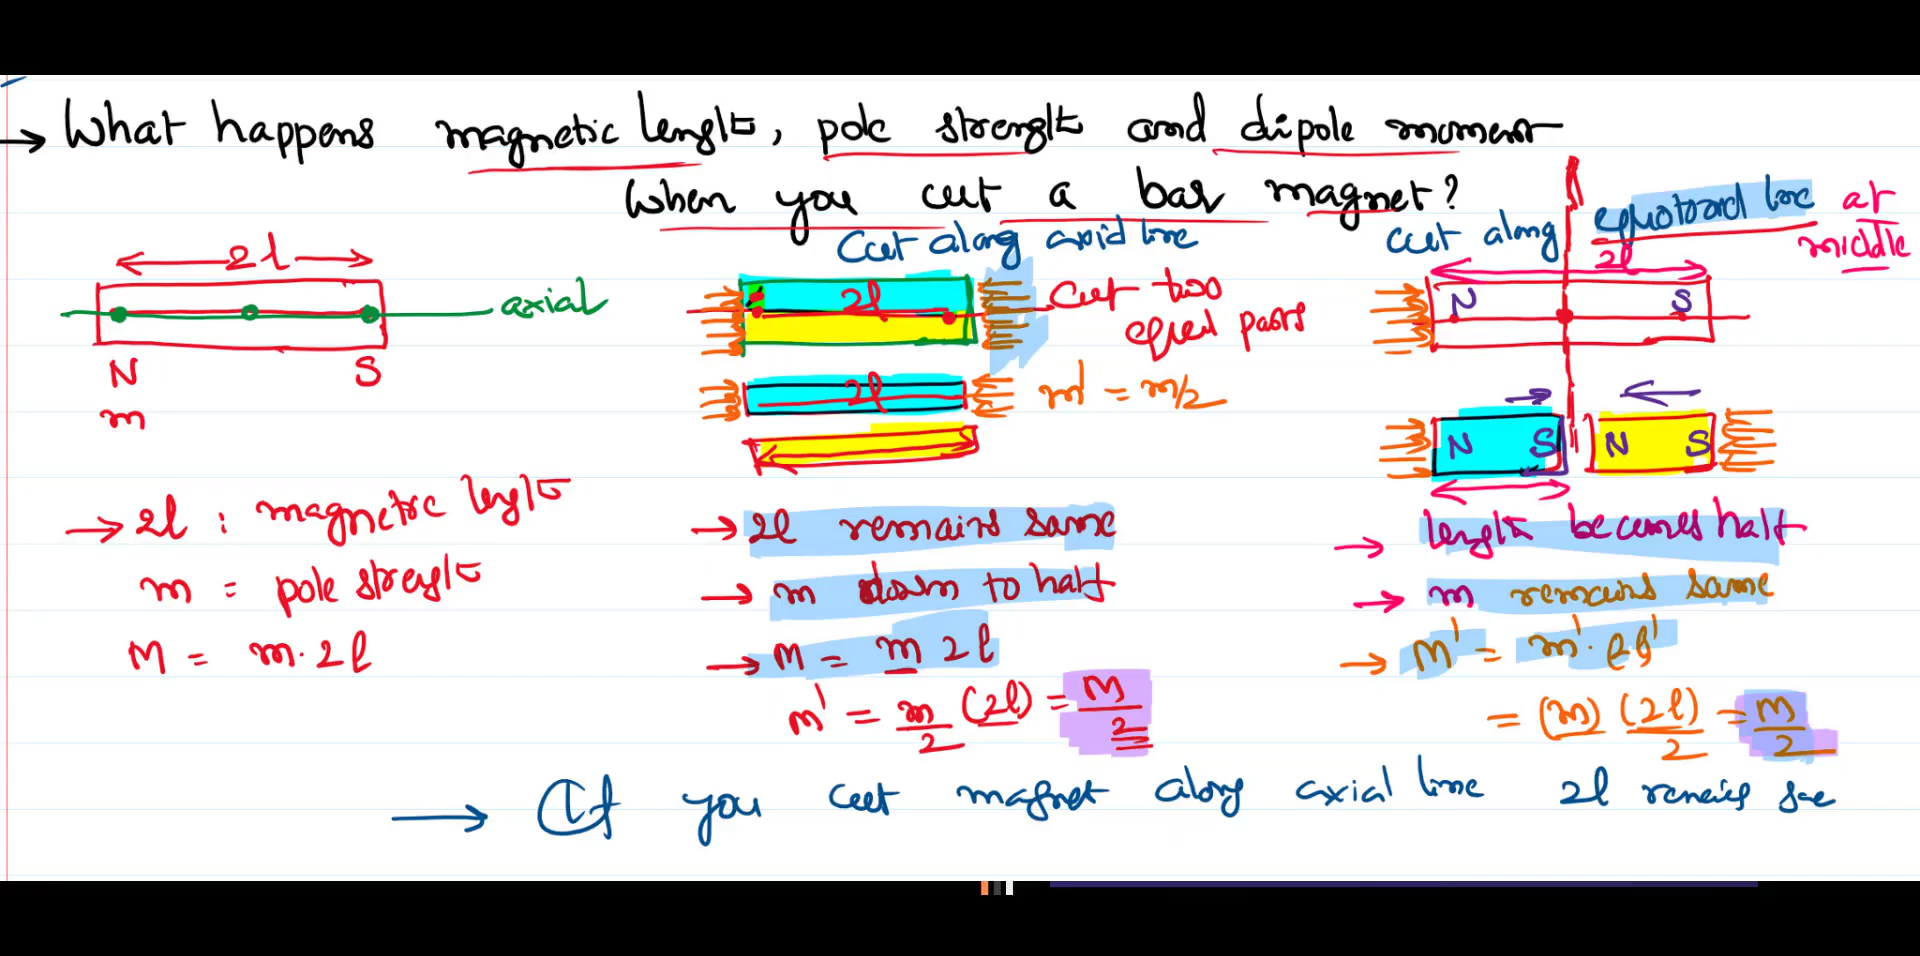 → What happens magnetic length, pole strength and dipole moment
When you cut a bar magnet?
2l
axial
N S
m
→ 2l : magnetic length
m = pole strength
M = m. 2l
Cut along axial line
2l
Cut two
equal parts
2l
m' = m/2
→ 2l remains same
→ m down to half
→ M = m 2l
m' = m/2 (2l) = M/2
cut along equatorial line at
middle
2l
N S
N S N S
→ length becomes half
→ m remains same
→ M' = m'. 2l'
= (m) (2l)/2 = M/2
→ If you cut magnet along axial line 2l remains